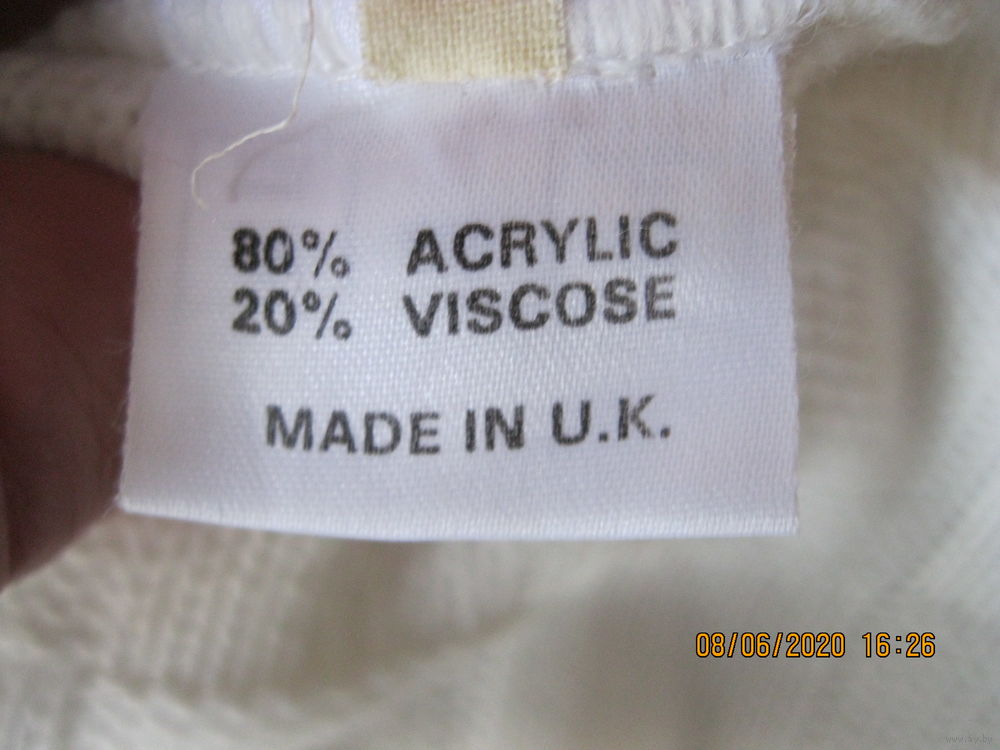 80% ACRYLIC
20% VISCOSE
MADE IN U.K.
08/06/2020 16:26